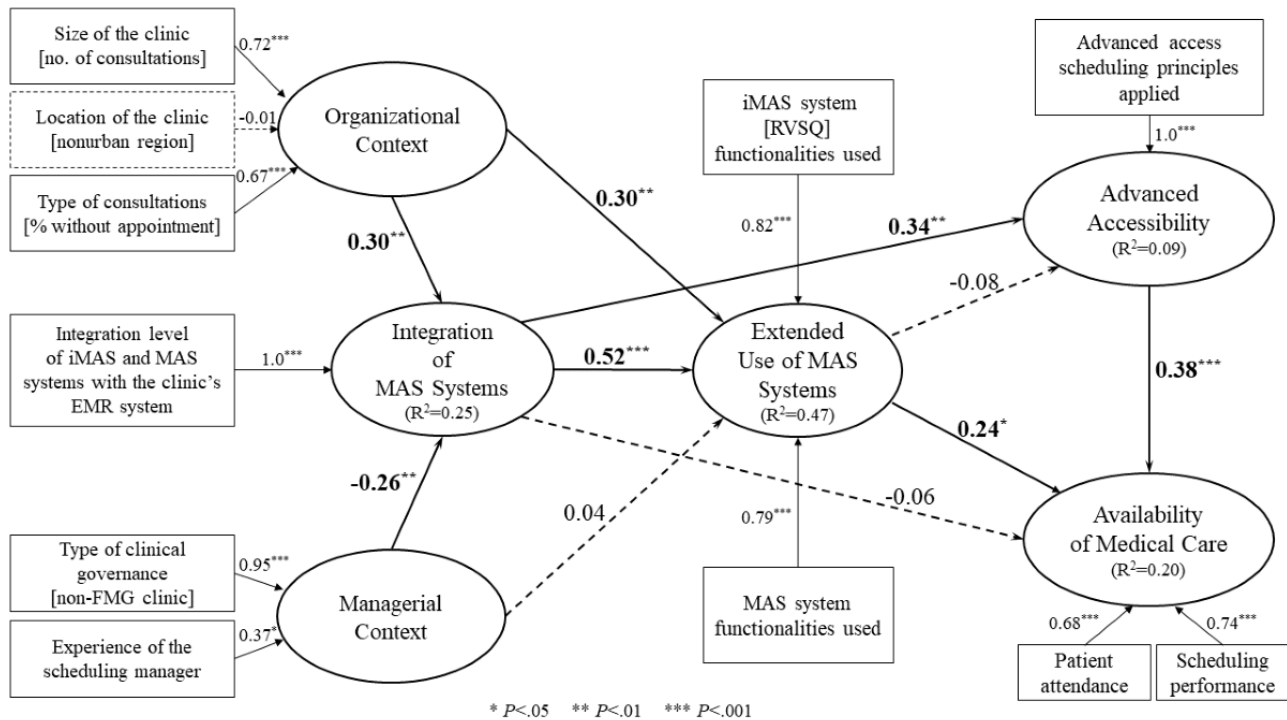 Size of the clinic
[no. of consultations]
0.72***
Location of the clinic
[nonurban region]
-0.01
Type of consultations
[% without appointment]
0.67***
Organizational
Context
iMAS system
[RVSQ]
functionalities used
Advanced access
scheduling principles
applied
1.0***
0.30**
0.30**
0.82***
0.34**
Advanced
Accessibility
(R²=0.09)
Integration level
of iMAS and MAS
systems with the clinic's
EMR system
1.0***
Integration
of
MAS Systems
(R²=0.25)
0.52***
Extended
Use of MAS
Systems
(R²=0.47)
-0.08
0.38***
0.24*
-0.26**
0.04
-0.06
0.79***
Type of clinical
governance
[non-FMG clinic]
0.95***
Experience of the
scheduling manager
0.37*
Managerial
Context
MAS system
functionalities used
Availability
of Medical Care
(R²=0.20)
0.68***
0.74***
Patient
attendance
Scheduling
performance
* P<.05 ** P<.01 *** P<.001